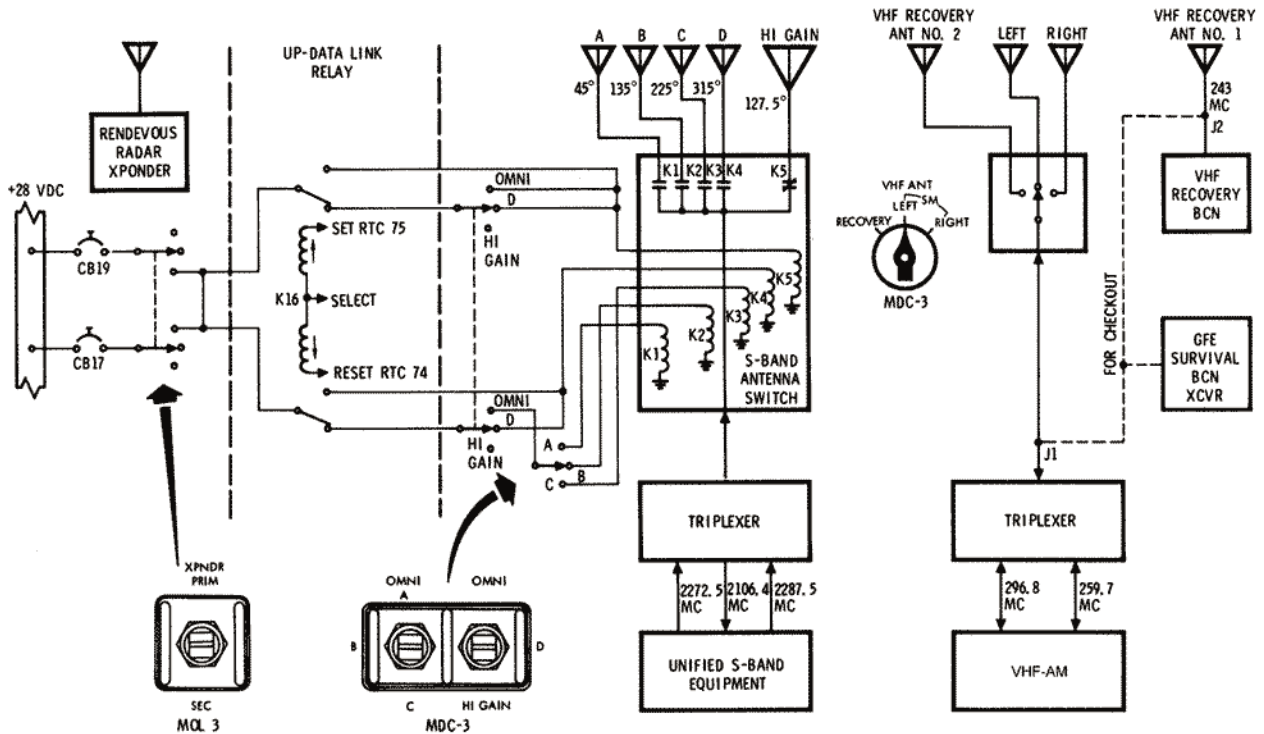 VHF RECOVERY
ANT NO. 2
LEFT
RIGHT
VHF RECOVERY
ANT NO. 1
A
B
C
D
HI GAIN
UP-DATA LINK
RELAY
45°
135°
225°
315°
127.5°
243
MC
J2
RENDEVOUS
RADAR
XPONDER
+28 VDC
CB19
CB17
SET RTC 75
K16
SELECT
RESET RTC 74
OMNI
D
HI
GAIN
OMNI
D
HI
GAIN
A
B
C
K1
K2
K3
K4
K5
K5
K4
K3
K2
K1
S-BAND
ANTENNA
SWITCH
VHF ANT
SM
LEFT
RECOVERY
RIGHT
MDC-3
VHF
RECOVERY
BCN
FOR CHECKOUT
GFE
SURVIVAL
BCN
XCVR
J1
TRIPLEXER
TRIPLEXER
2272.5
MC
2106.4
MC
2287.5
MC
296.8
MC
259.7
MC
UNIFIED S-BAND
EQUIPMENT
VHF-AM
XPNDR
PRIM
SEC
MOL 3
OMNI
A
OMNI
B
D
C
HI GAIN
MDC-3